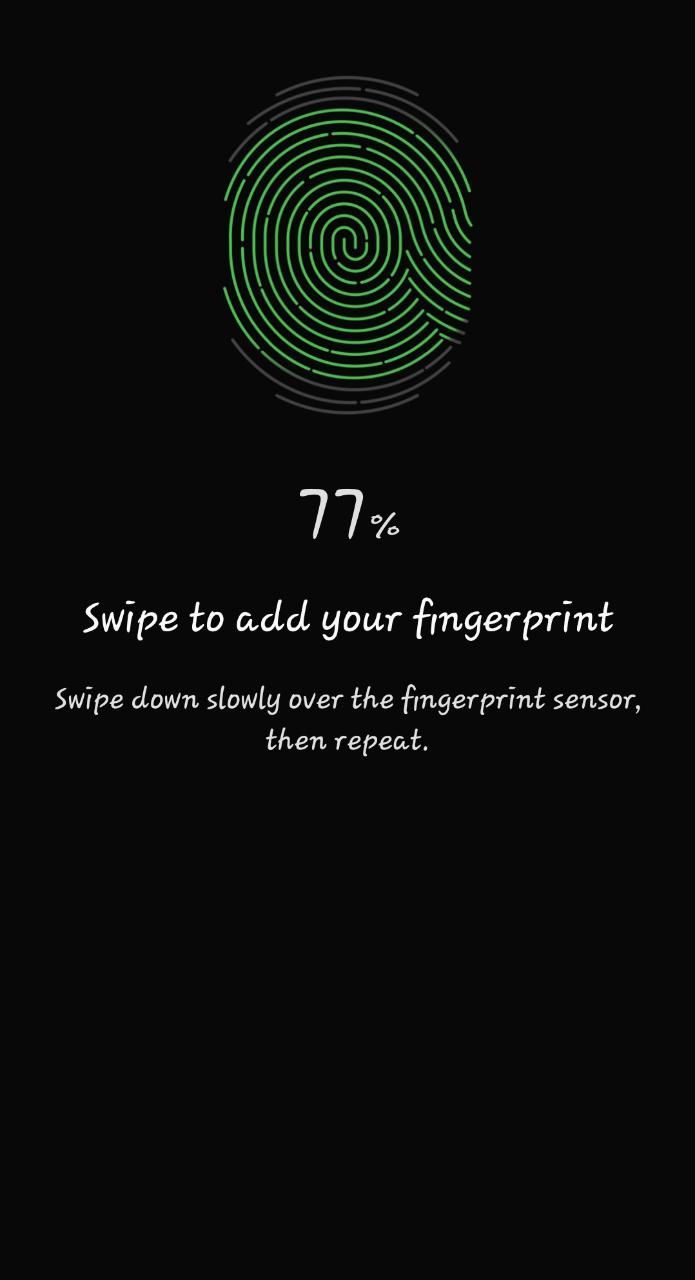 77%
Swipe to add your fingerprint
Swipe down slowly over the fingerprint sensor,
then repeat.